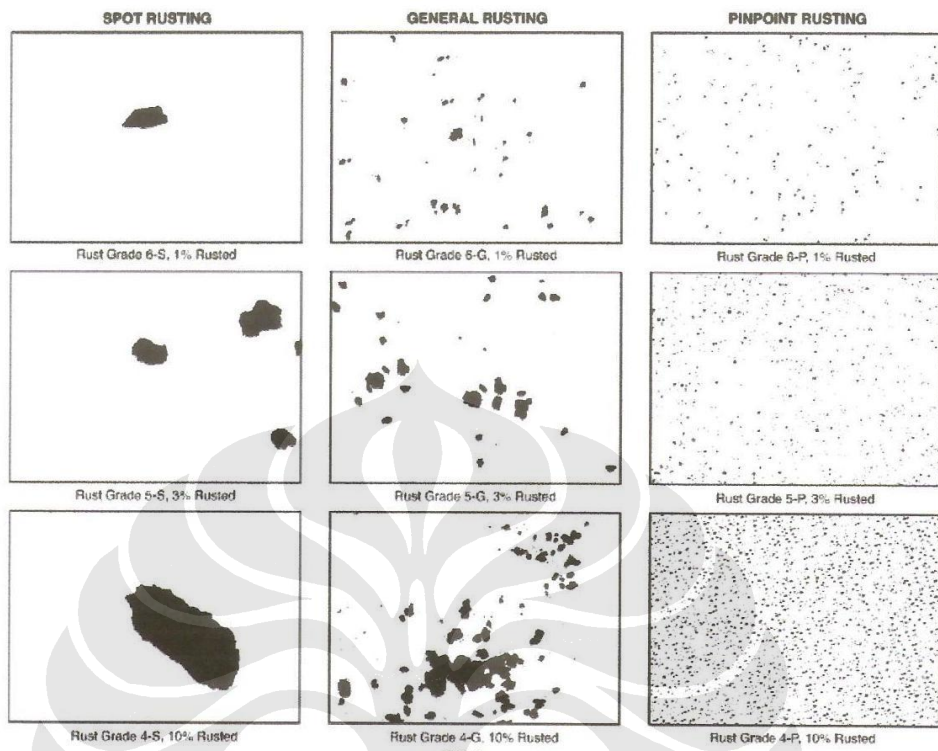 SPOT RUSTING
GENERAL RUSTING
PINPOINT RUSTING
Rust Grade 6-S, 1% Rusted
Rust Grade 6-G, 1% Rusted
Rust Grade 6-P, 1% Rusted
Rust Grade 5-S, 3% Rusted
Rust Grade 5-G, 3% Rusted
Rust Grade 5-P, 3% Rusted
Rust Grade 4-S, 10% Rusted
Rust Grade 4-G, 10% Rusted
Rust Grade 4-P, 10% Rusted